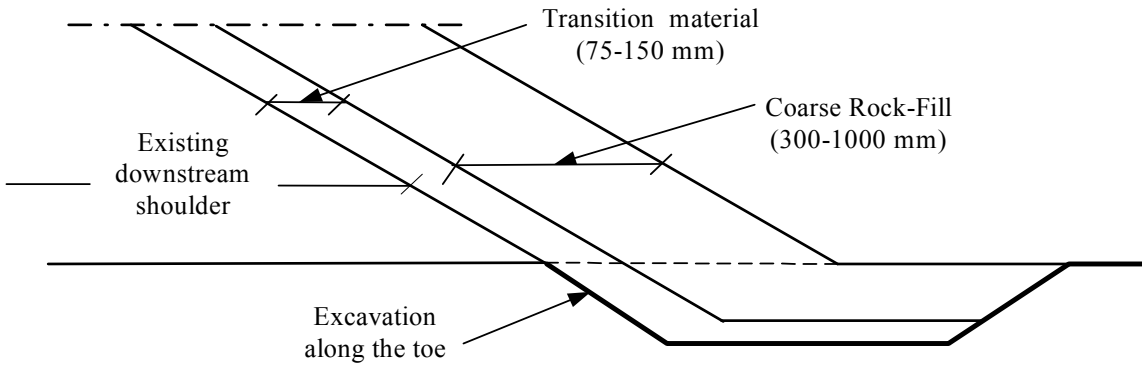 Transition material
(75-150 mm)
Coarse Rock-Fill
(300-1000 mm)
Existing
downstream
shoulder
Excavation
along the toe